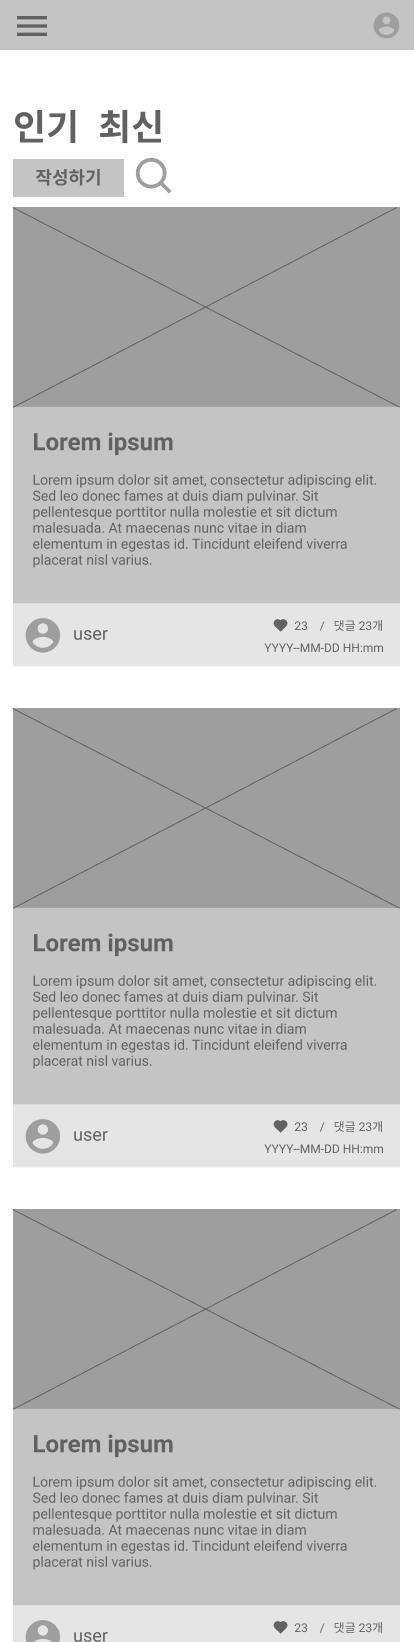 인기 최신
작성하기
Lorem ipsum
Lorem ipsum dolor sit amet, consectetur adipiscing elit.
Sed leo donec fames at duis diam pulvinar. Sit
pellentesque porttitor nulla molestie et sit dictum
malesuada. At maecenas nunc vitae in diam
elementum in egestas id. Tincidunt eleifend viverra
placerat nisl varius.
user
23 / 댓글 23개
YYYY-MM-DD HH:mm
Lorem ipsum
Lorem ipsum dolor sit amet, consectetur adipiscing elit.
Sed leo donec fames at duis diam pulvinar. Sit
pellentesque porttitor nulla molestie et sit dictum
malesuada. At maecenas nunc vitae in diam
elementum in egestas id. Tincidunt eleifend viverra
placerat nisl varius.
user
23 / 댓글 23개
YYYY-MM-DD HH:mm
Lorem ipsum
Lorem ipsum dolor sit amet, consectetur adipiscing elit.
Sed leo donec fames at duis diam pulvinar. Sit
pellentesque porttitor nulla molestie et sit dictum
malesuada. At maecenas nunc vitae in diam
elementum in egestas id. Tincidunt eleifend viverra
placerat nisl varius.
user
23 / 댓글 23개